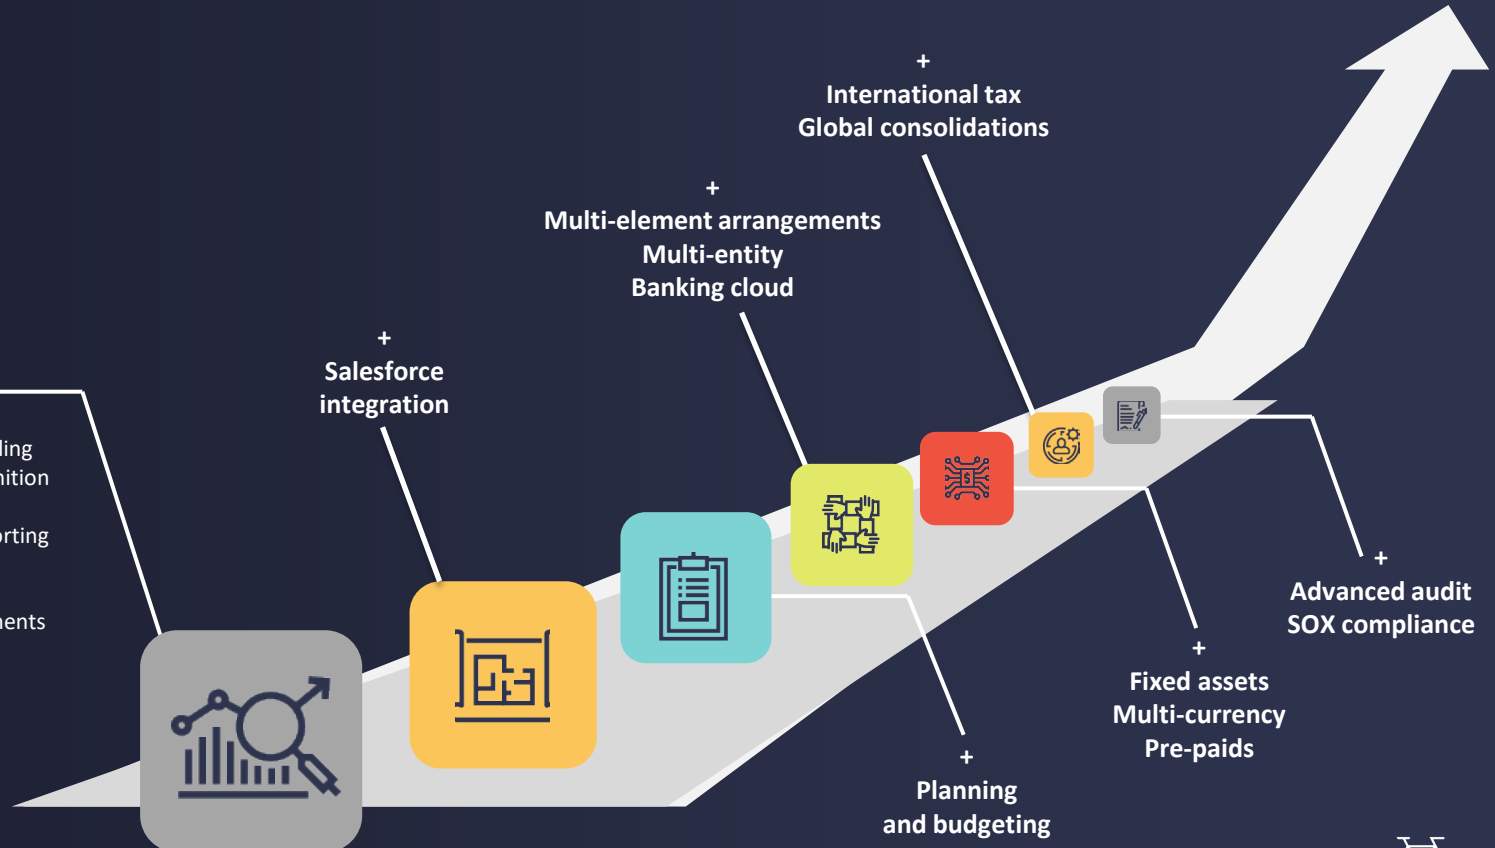 +
International tax
Global consolidations
+
Multi-element arrangements
Multi-entity
Banking cloud
+
Salesforce
integration
+
Advanced audit
SOX compliance
+
Fixed assets
Multi-currency
Pre-paids
+
Planning
and budgeting
$